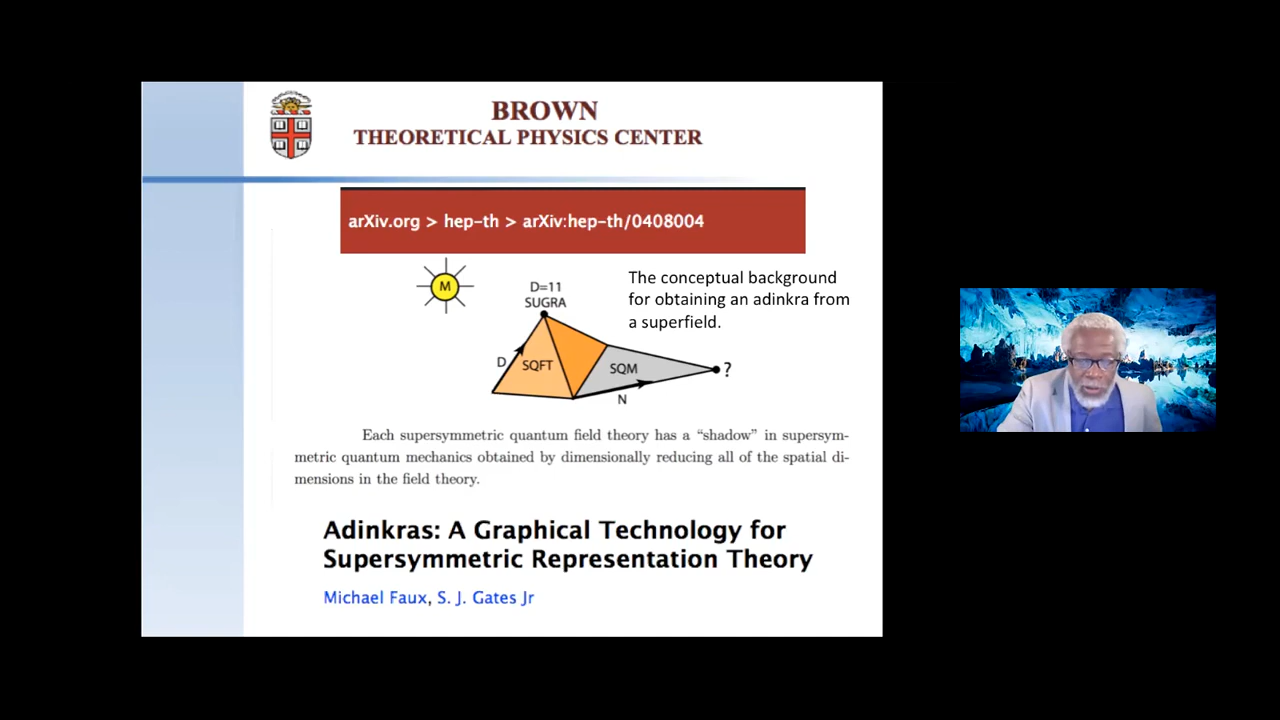 BROWN
THEORETICAL PHYSICS CENTER
arXiv.org > hep-th > arXiv:hep-th/0408004
M
D=11
SUGRA
The conceptual background
for obtaining an adinkra from
a superfield.
D
SQFT
SQM
?
N
Each supersymmetric quantum field theory has a “shadow” in supersym-
metric quantum mechanics obtained by dimensionally reducing all of the spatial di-
mensions in the field theory.
Adinkras: A Graphical Technology for
Supersymmetric Representation Theory
Michael Faux, S. J. Gates Jr